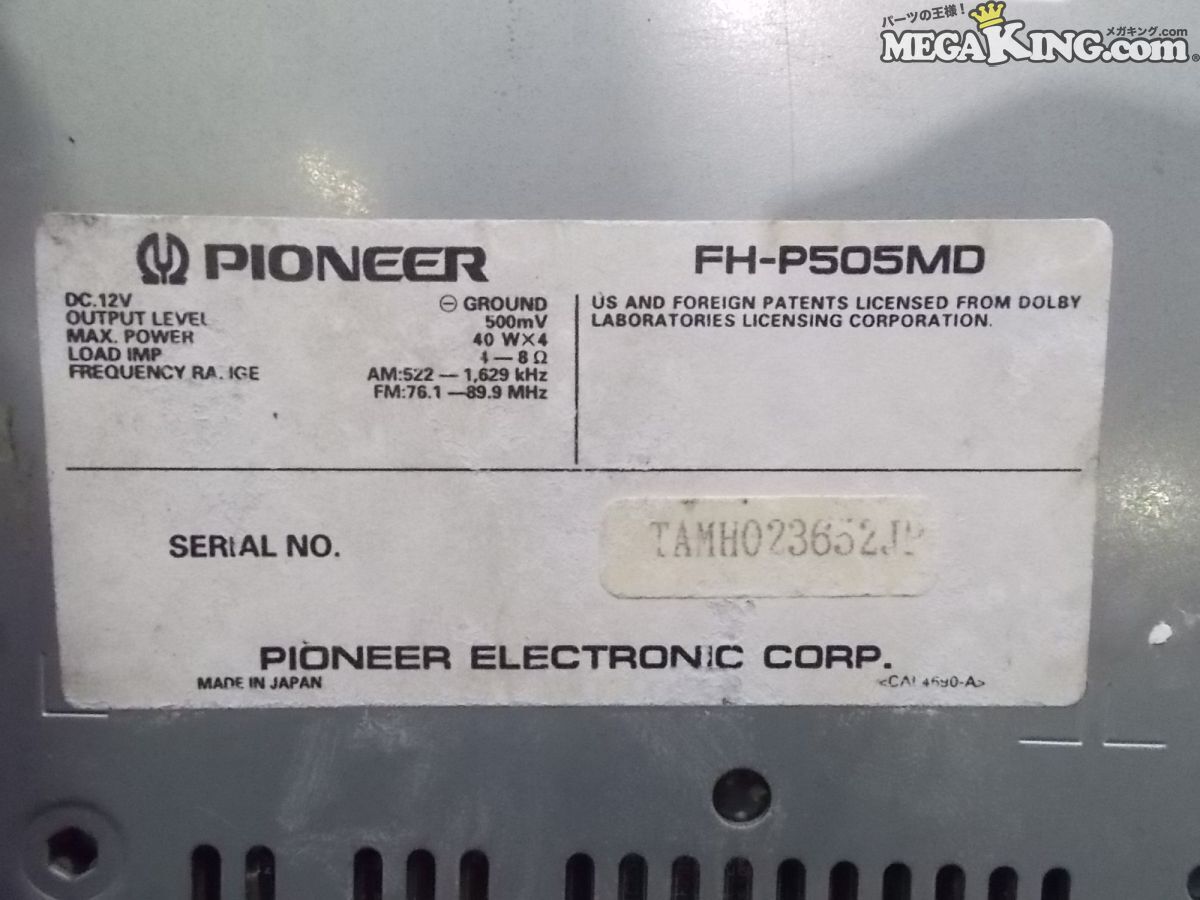 パーツの王様!
メガキング.com
MEGAKING.com
PIONEER
FH-P505MD
DC.12V ⊖ GROUND
OUTPUT LEVEL 500mV
MAX. POWER 40 W×4
LOAD IMP 4 — 8 Ω
FREQUENCY RANGE AM:522 — 1,629 kHz
FM:76.1 —89.9 MHz
US AND FOREIGN PATENTS LICENSED FROM DOLBY
LABORATORIES LICENSING CORPORATION.
SERIAL NO. TAMH023652JP
PIONEER ELECTRONIC CORP.
MADE IN JAPAN